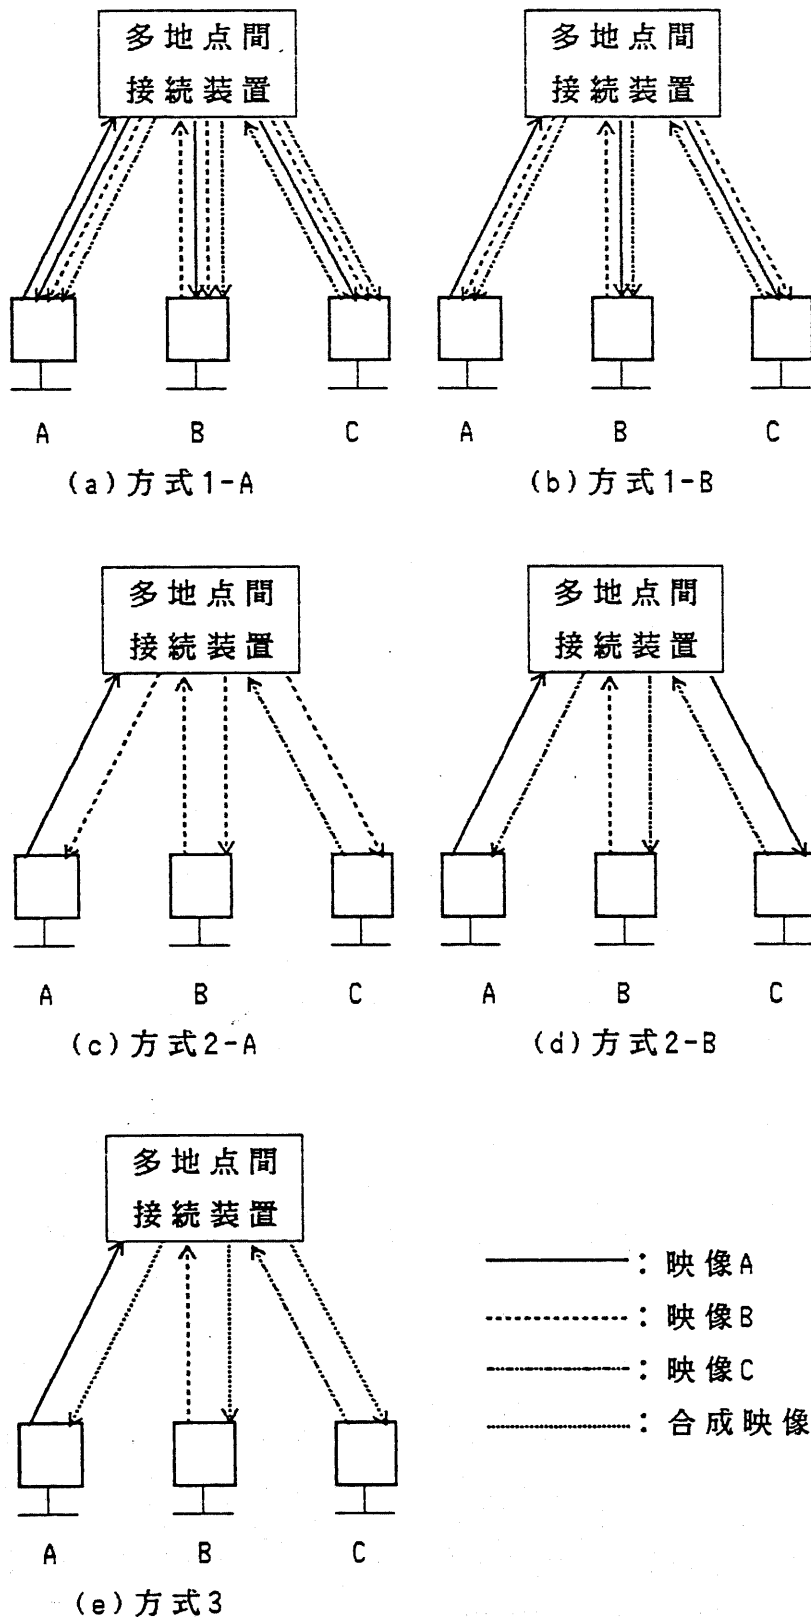 多地点間
接続装置
多地点間
接続装置
A B C
A B C
(a)方式1-A
(b)方式1-B
多地点間
接続装置
多地点間
接続装置
A B C
A B C
(c)方式2-A
(d)方式2-B
多地点間
接続装置
:映像A
:映像B
:映像C
:合成映像
A B C
(e)方式3